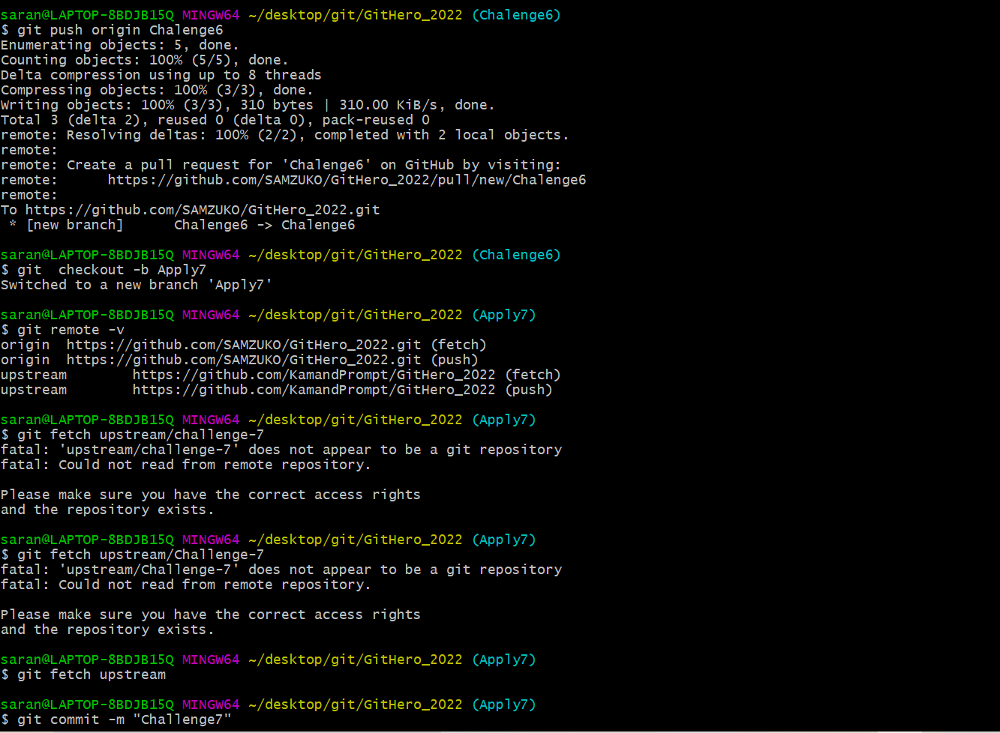 saran@LAPTOP-8BDJB15Q MINGW64 ~/desktop/git/GitHero_2022 (Chalenge6)
$ git push origin Chalenge6
Enumerating objects: 5, done.
Counting objects: 100% (5/5), done.
Delta compression using up to 8 threads
Compressing objects: 100% (3/3), done.
Writing objects: 100% (3/3), 310 bytes | 310.00 KiB/s, done.
Total 3 (delta 2), reused 0 (delta 0), pack-reused 0
remote: Resolving deltas: 100% (2/2), completed with 2 local objects.
remote:
remote: Create a pull request for 'Chalenge6' on GitHub by visiting:
remote:      https://github.com/SAMZUKO/GitHero_2022/pull/new/Chalenge6
remote:
To https://github.com/SAMZUKO/GitHero_2022.git
 * [new branch]      Chalenge6 -> Chalenge6
saran@LAPTOP-8BDJB15Q MINGW64 ~/desktop/git/GitHero_2022 (Chalenge6)
$ git  checkout -b Apply7
Switched to a new branch 'Apply7'
saran@LAPTOP-8BDJB15Q MINGW64 ~/desktop/git/GitHero_2022 (Apply7)
$ git remote -v
origin  https://github.com/SAMZUKO/GitHero_2022.git (fetch)
origin  https://github.com/SAMZUKO/GitHero_2022.git (push)
upstream        https://github.com/KamandPrompt/GitHero_2022 (fetch)
upstream        https://github.com/KamandPrompt/GitHero_2022 (push)
saran@LAPTOP-8BDJB15Q MINGW64 ~/desktop/git/GitHero_2022 (Apply7)
$ git fetch upstream/challenge-7
fatal: 'upstream/challenge-7' does not appear to be a git repository
fatal: Could not read from remote repository.
Please make sure you have the correct access rights
and the repository exists.
saran@LAPTOP-8BDJB15Q MINGW64 ~/desktop/git/GitHero_2022 (Apply7)
$ git fetch upstream/Challenge-7
fatal: 'upstream/Challenge-7' does not appear to be a git repository
fatal: Could not read from remote repository.
Please make sure you have the correct access rights
and the repository exists.
saran@LAPTOP-8BDJB15Q MINGW64 ~/desktop/git/GitHero_2022 (Apply7)
$ git fetch upstream
saran@LAPTOP-8BDJB15Q MINGW64 ~/desktop/git/GitHero_2022 (Apply7)
$ git commit -m "Challenge7"